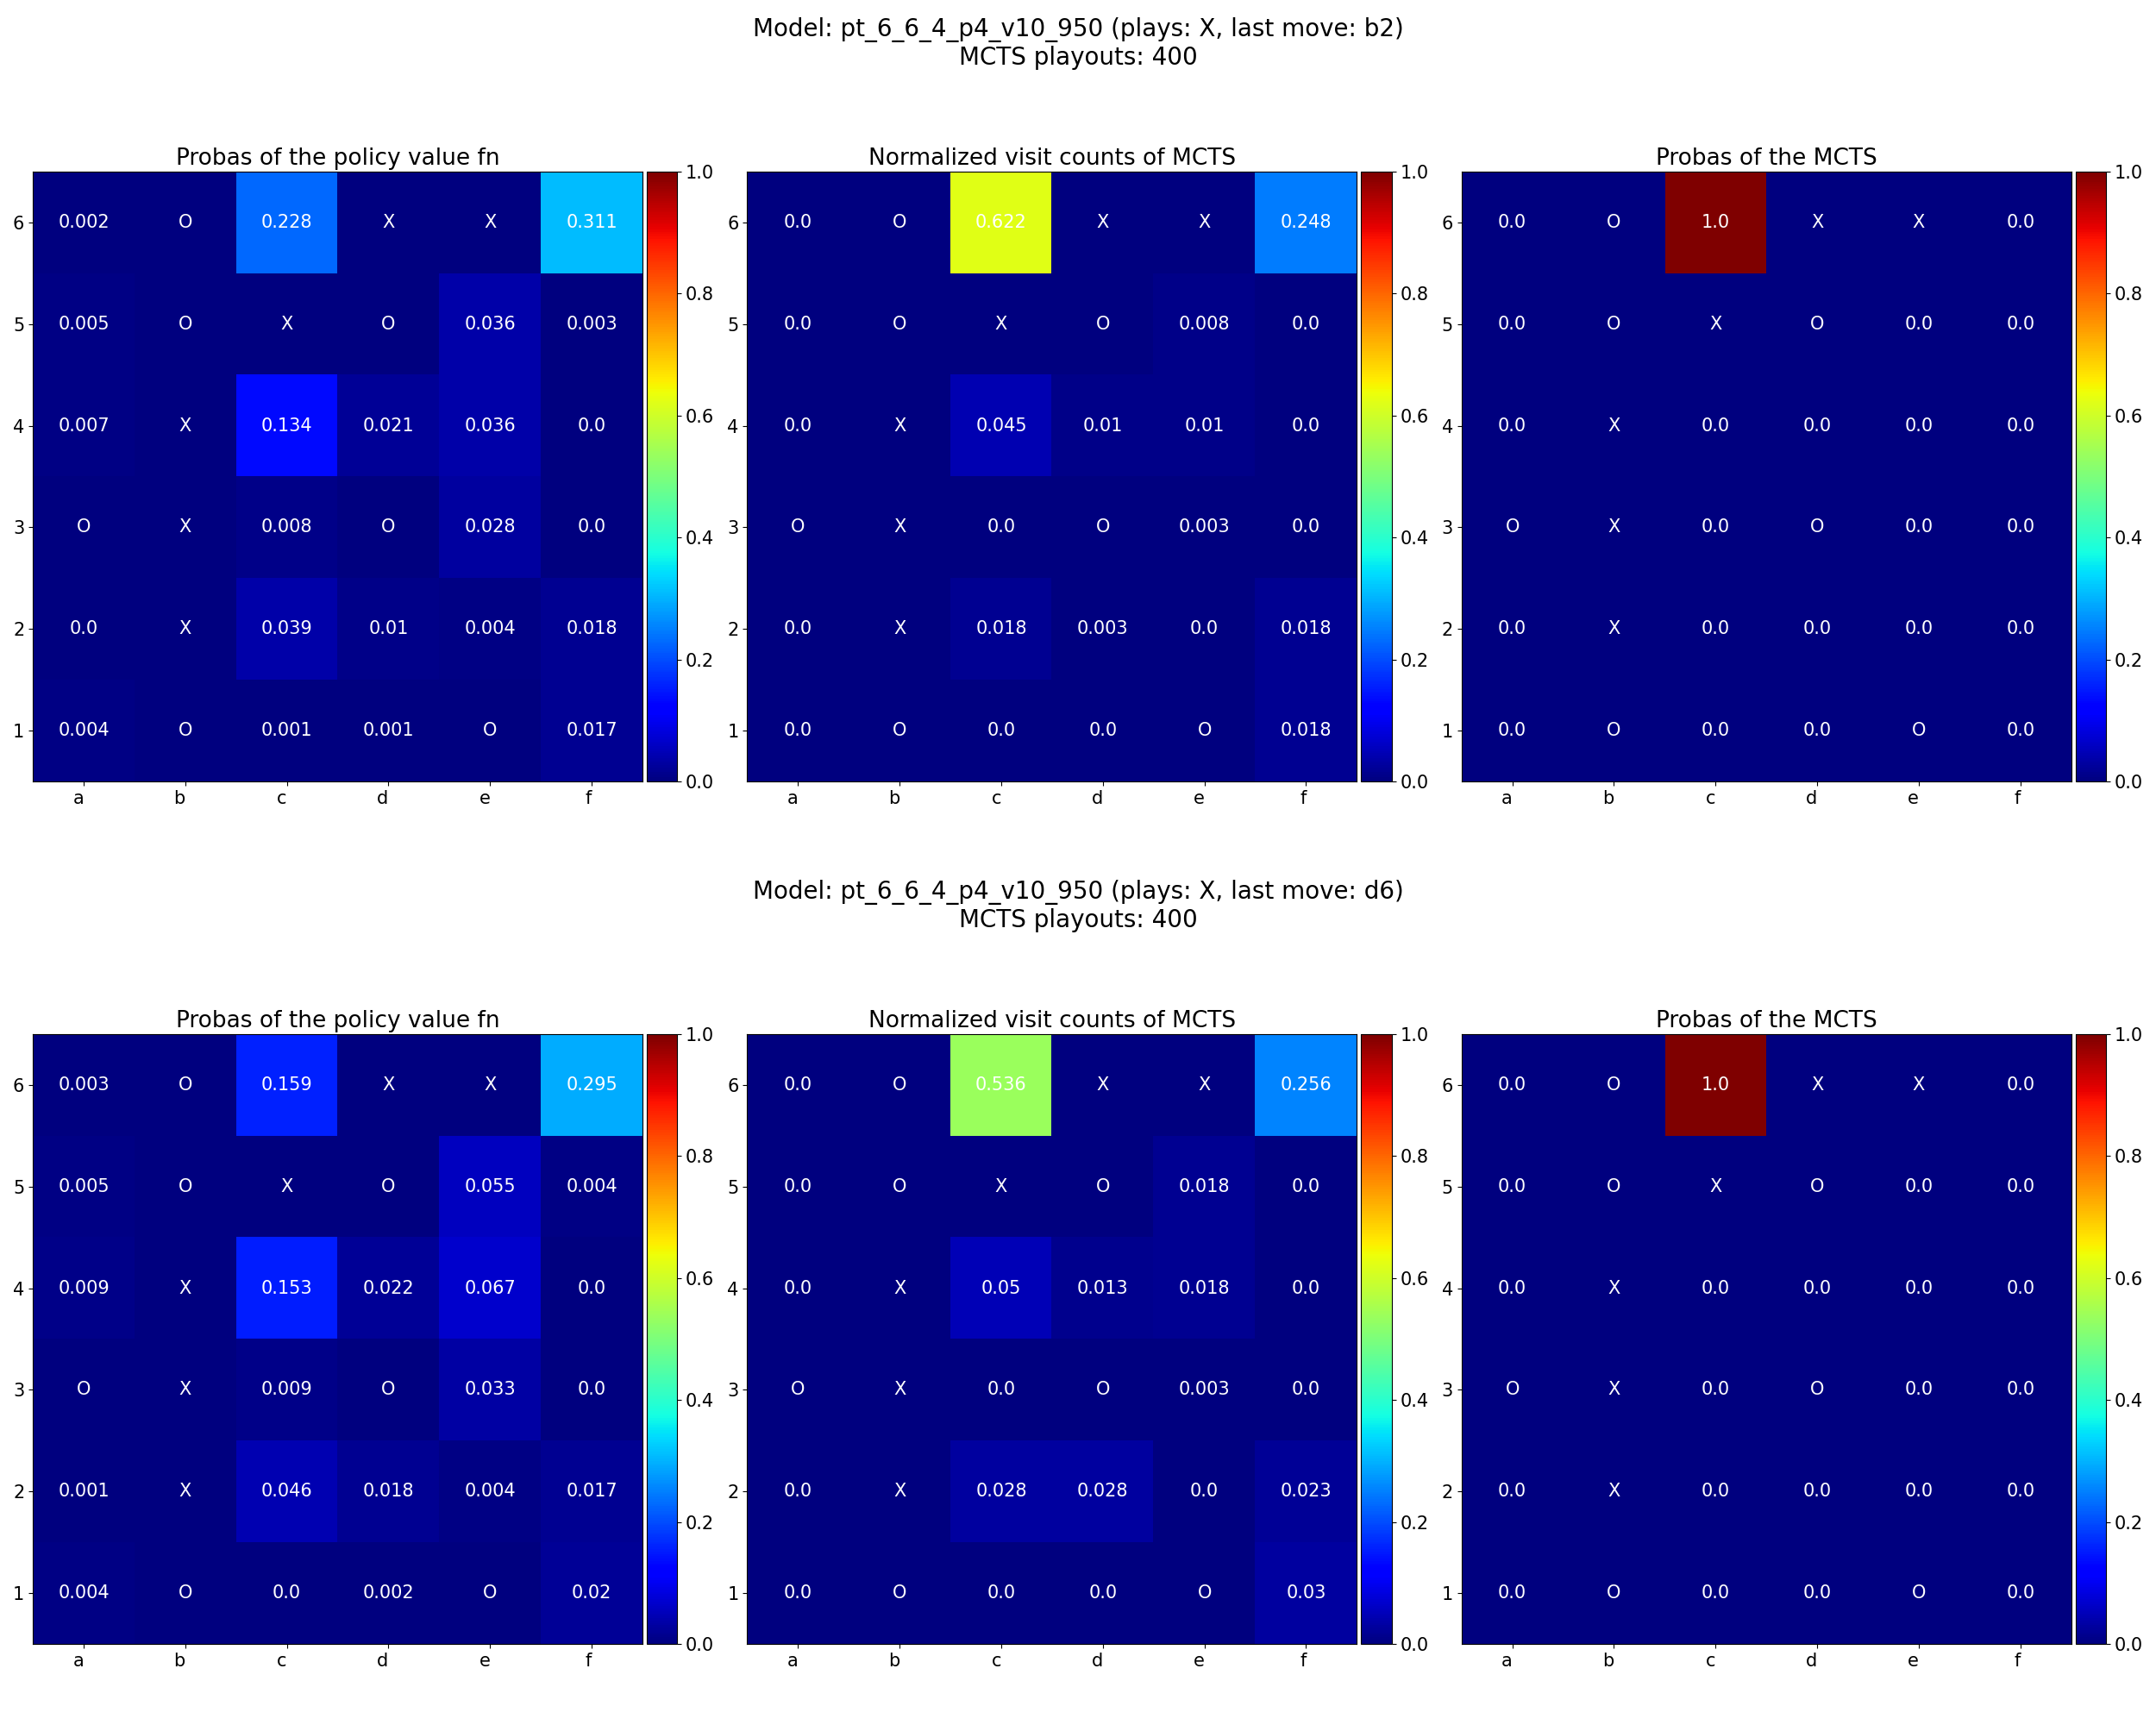 Model: pt_6_6_4_p4_v10_950 (plays: X, last move: b2)
MCTS playouts: 400
Probas of the policy value fn
6 0.002 O 0.228 X X 0.311
5 0.005 O X O 0.036 0.003
4 0.007 X 0.134 0.021 0.036 0.0
3 O X 0.008 O 0.028 0.0
2 0.0 X 0.039 0.01 0.004 0.018
1 0.004 O 0.001 0.001 O 0.017
a b c d e f
1.0
0.8
0.6
0.4
0.2
0.0
Normalized visit counts of MCTS
6 0.0 O 0.622 X X 0.248
5 0.0 O X O 0.008 0.0
4 0.0 X 0.045 0.01 0.01 0.0
3 O X 0.0 O 0.003 0.0
2 0.0 X 0.018 0.003 0.0 0.018
1 0.0 O 0.0 0.0 O 0.018
a b c d e f
1.0
0.8
0.6
0.4
0.2
0.0
Probas of the MCTS
6 0.0 O 1.0 X X 0.0
5 0.0 O X O 0.0 0.0
4 0.0 X 0.0 0.0 0.0 0.0
3 O X 0.0 O 0.0 0.0
2 0.0 X 0.0 0.0 0.0 0.0
1 0.0 O 0.0 0.0 O 0.0
a b c d e f
1.0
0.8
0.6
0.4
0.2
0.0
Model: pt_6_6_4_p4_v10_950 (plays: X, last move: d6)
MCTS playouts: 400
Probas of the policy value fn
6 0.003 O 0.159 X X 0.295
5 0.005 O X O 0.055 0.004
4 0.009 X 0.153 0.022 0.067 0.0
3 O X 0.009 O 0.033 0.0
2 0.001 X 0.046 0.018 0.004 0.017
1 0.004 O 0.0 0.002 O 0.02
a b c d e f
1.0
0.8
0.6
0.4
0.2
0.0
Normalized visit counts of MCTS
6 0.0 O 0.536 X X 0.256
5 0.0 O X O 0.018 0.0
4 0.0 X 0.05 0.013 0.018 0.0
3 O X 0.0 O 0.003 0.0
2 0.0 X 0.028 0.028 0.0 0.023
1 0.0 O 0.0 0.0 O 0.03
a b c d e f
1.0
0.8
0.6
0.4
0.2
0.0
Probas of the MCTS
6 0.0 O 1.0 X X 0.0
5 0.0 O X O 0.0 0.0
4 0.0 X 0.0 0.0 0.0 0.0
3 O X 0.0 O 0.0 0.0
2 0.0 X 0.0 0.0 0.0 0.0
1 0.0 O 0.0 0.0 O 0.0
a b c d e f
1.0
0.8
0.6
0.4
0.2
0.0